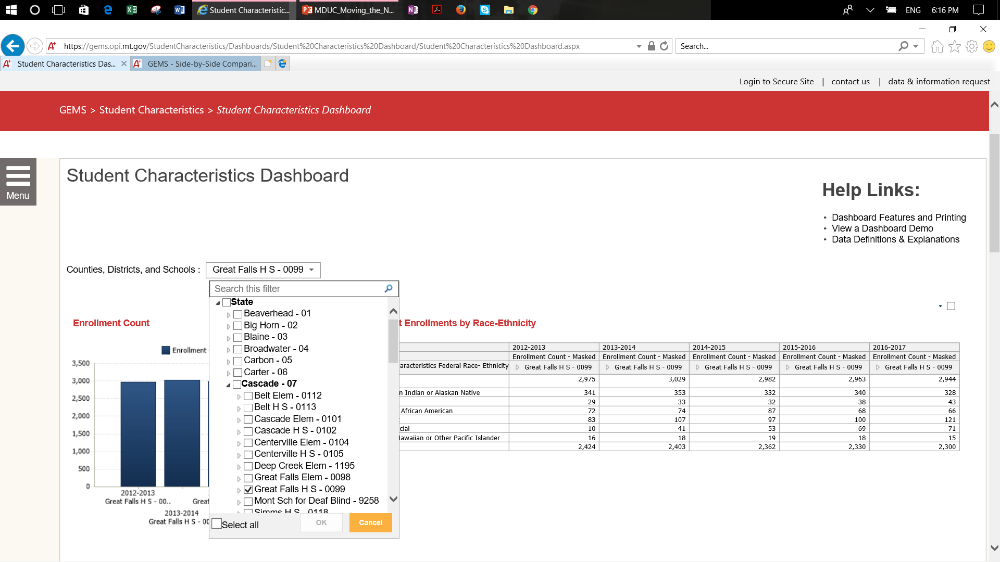 Student Characteristic...
MDUC_Moving_the_N...
ENG
6:16 PM
https://gems.opi.mt.gov/StudentCharacteristics/Dashboards/Student%20Characteristics%20Dashboard/Student%20Characteristics%20Dashboard.aspx
Search...
Student Characteristics Das...
GEMS - Side-by-Side Compari...
Login to Secure Site | contact us | data & information request
GEMS > Student Characteristics > Student Characteristics Dashboard
Menu
Student Characteristics Dashboard
Help Links:
• Dashboard Features and Printing
• View a Dashboard Demo
• Data Definitions & Explanations
Counties, Districts, and Schools : Great Falls H S - 0099
Search this filter
State
Beaverhead - 01
Big Horn - 02
Blaine - 03
Broadwater - 04
Carbon - 05
Carter - 06
Cascade - 07
Belt Elem - 0112
Belt H S - 0113
Cascade Elem - 0101
Cascade H S - 0102
Centerville Elem - 0104
Centerville H S - 0105
Deep Creek Elem - 1195
Great Falls Elem - 0098
Great Falls H S - 0099
Mont Sch for Deaf Blind - 9258
Simms H S - 0118
Select all
OK
Cancel
Enrollment Count
Enrollment
3,500
3,000
2,500
2,000
1,500
1,000
500
0
2012-2013
Great Falls H S - 00..
Great
2013-2014
Great Falls H S - 00
t Enrollments by Race-Ethnicity
2012-2013 2013-2014 2014-2015 2015-2016 2016-2017
Enrollment Count - Masked Enrollment Count - Masked Enrollment Count - Masked Enrollment Count - Masked Enrollment Count - Masked
aracteristics Federal Race- Ethnicity Great Falls H S - 0099 Great Falls H S - 0099 Great Falls H S - 0099 Great Falls H S - 0099 Great Falls H S - 0099
2,975 3,029 2,982 2,963 2,944
n Indian or Alaskan Native 341 353 332 340 328
29 33 32 38 43
African American 72 74 87 68 66
83 107 97 100 121
cial 10 41 53 69 71
Hawaiian or Other Pacific Islander 16 18 19 18 15
2,424 2,403 2,362 2,330 2,300